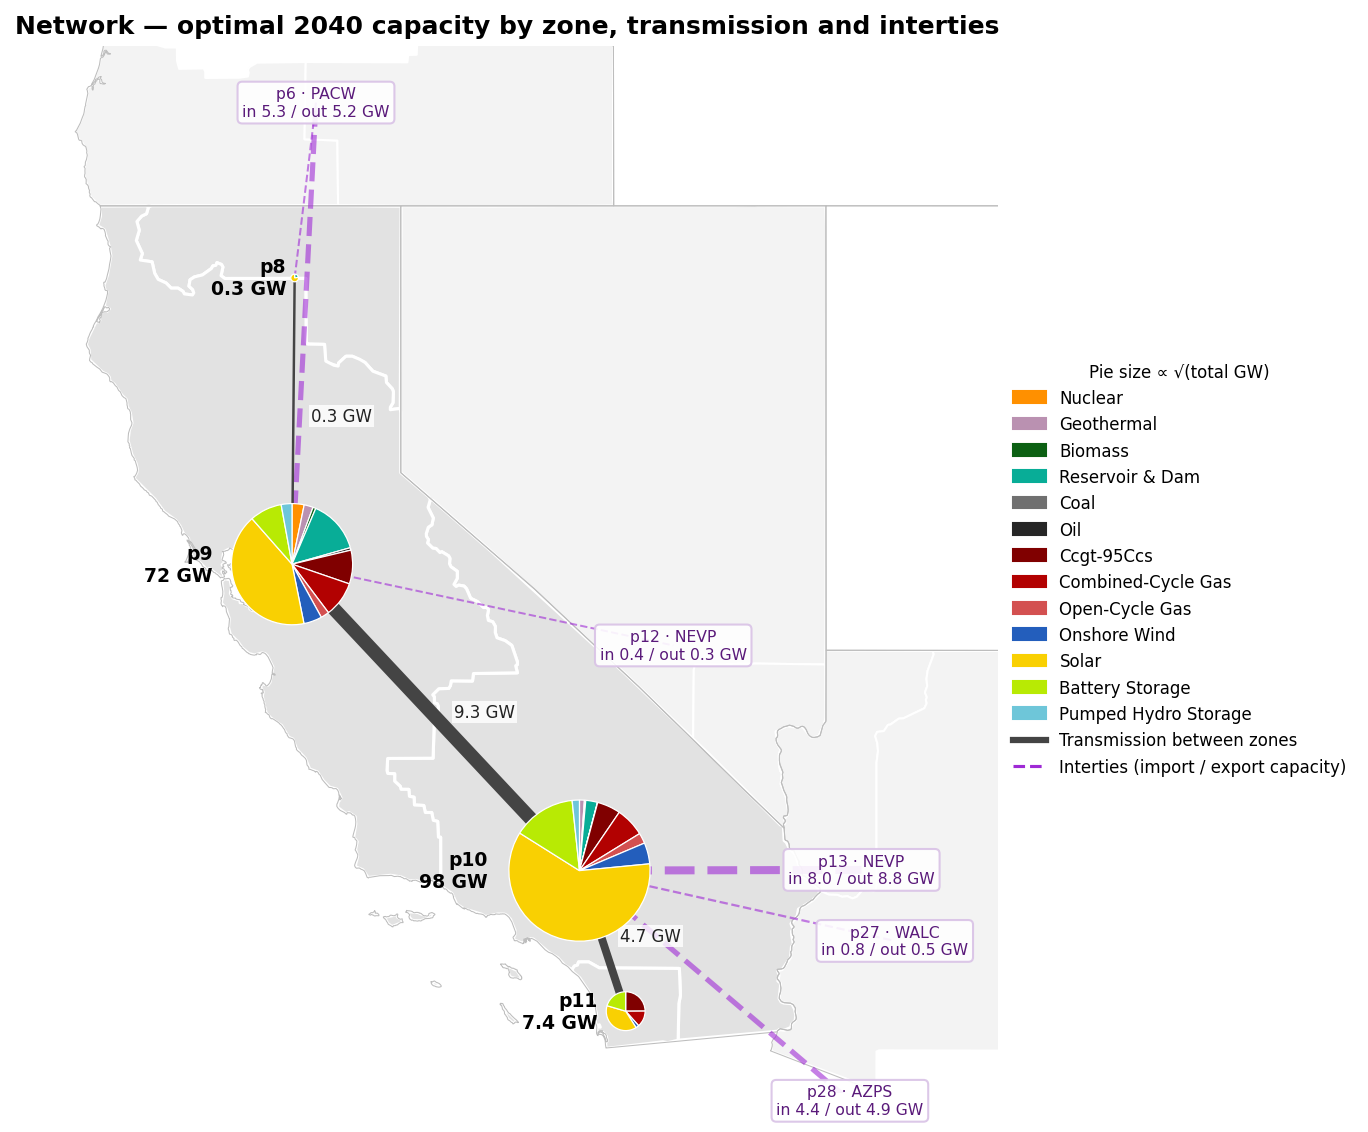 Network — optimal 2040 capacity by zone, transmission and interties
p6 · PACW
in 5.3 / out 5.2 GW
p8
0.3 GW
0.3 GW
p9
72 GW
p12 · NEVP
in 0.4 / out 0.3 GW
9.3 GW
p10
98 GW
p13 · NEVP
in 8.0 / out 8.8 GW
p27 · WALC
in 0.8 / out 0.5 GW
4.7 GW
p11
7.4 GW
p28 · AZPS
in 4.4 / out 4.9 GW
Pie size ∝ √(total GW)
Nuclear
Geothermal
Biomass
Reservoir & Dam
Coal
Oil
Ccgt-95Ccs
Combined-Cycle Gas
Open-Cycle Gas
Onshore Wind
Solar
Battery Storage
Pumped Hydro Storage
Transmission between zones
Interties (import / export capacity)